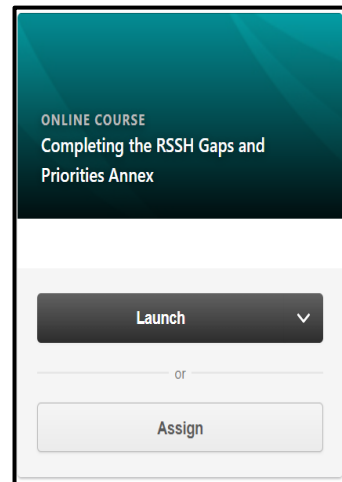 ONLINE COURSE
Completing the RSSH Gaps and
Priorities Annex
Launch
or
Assign